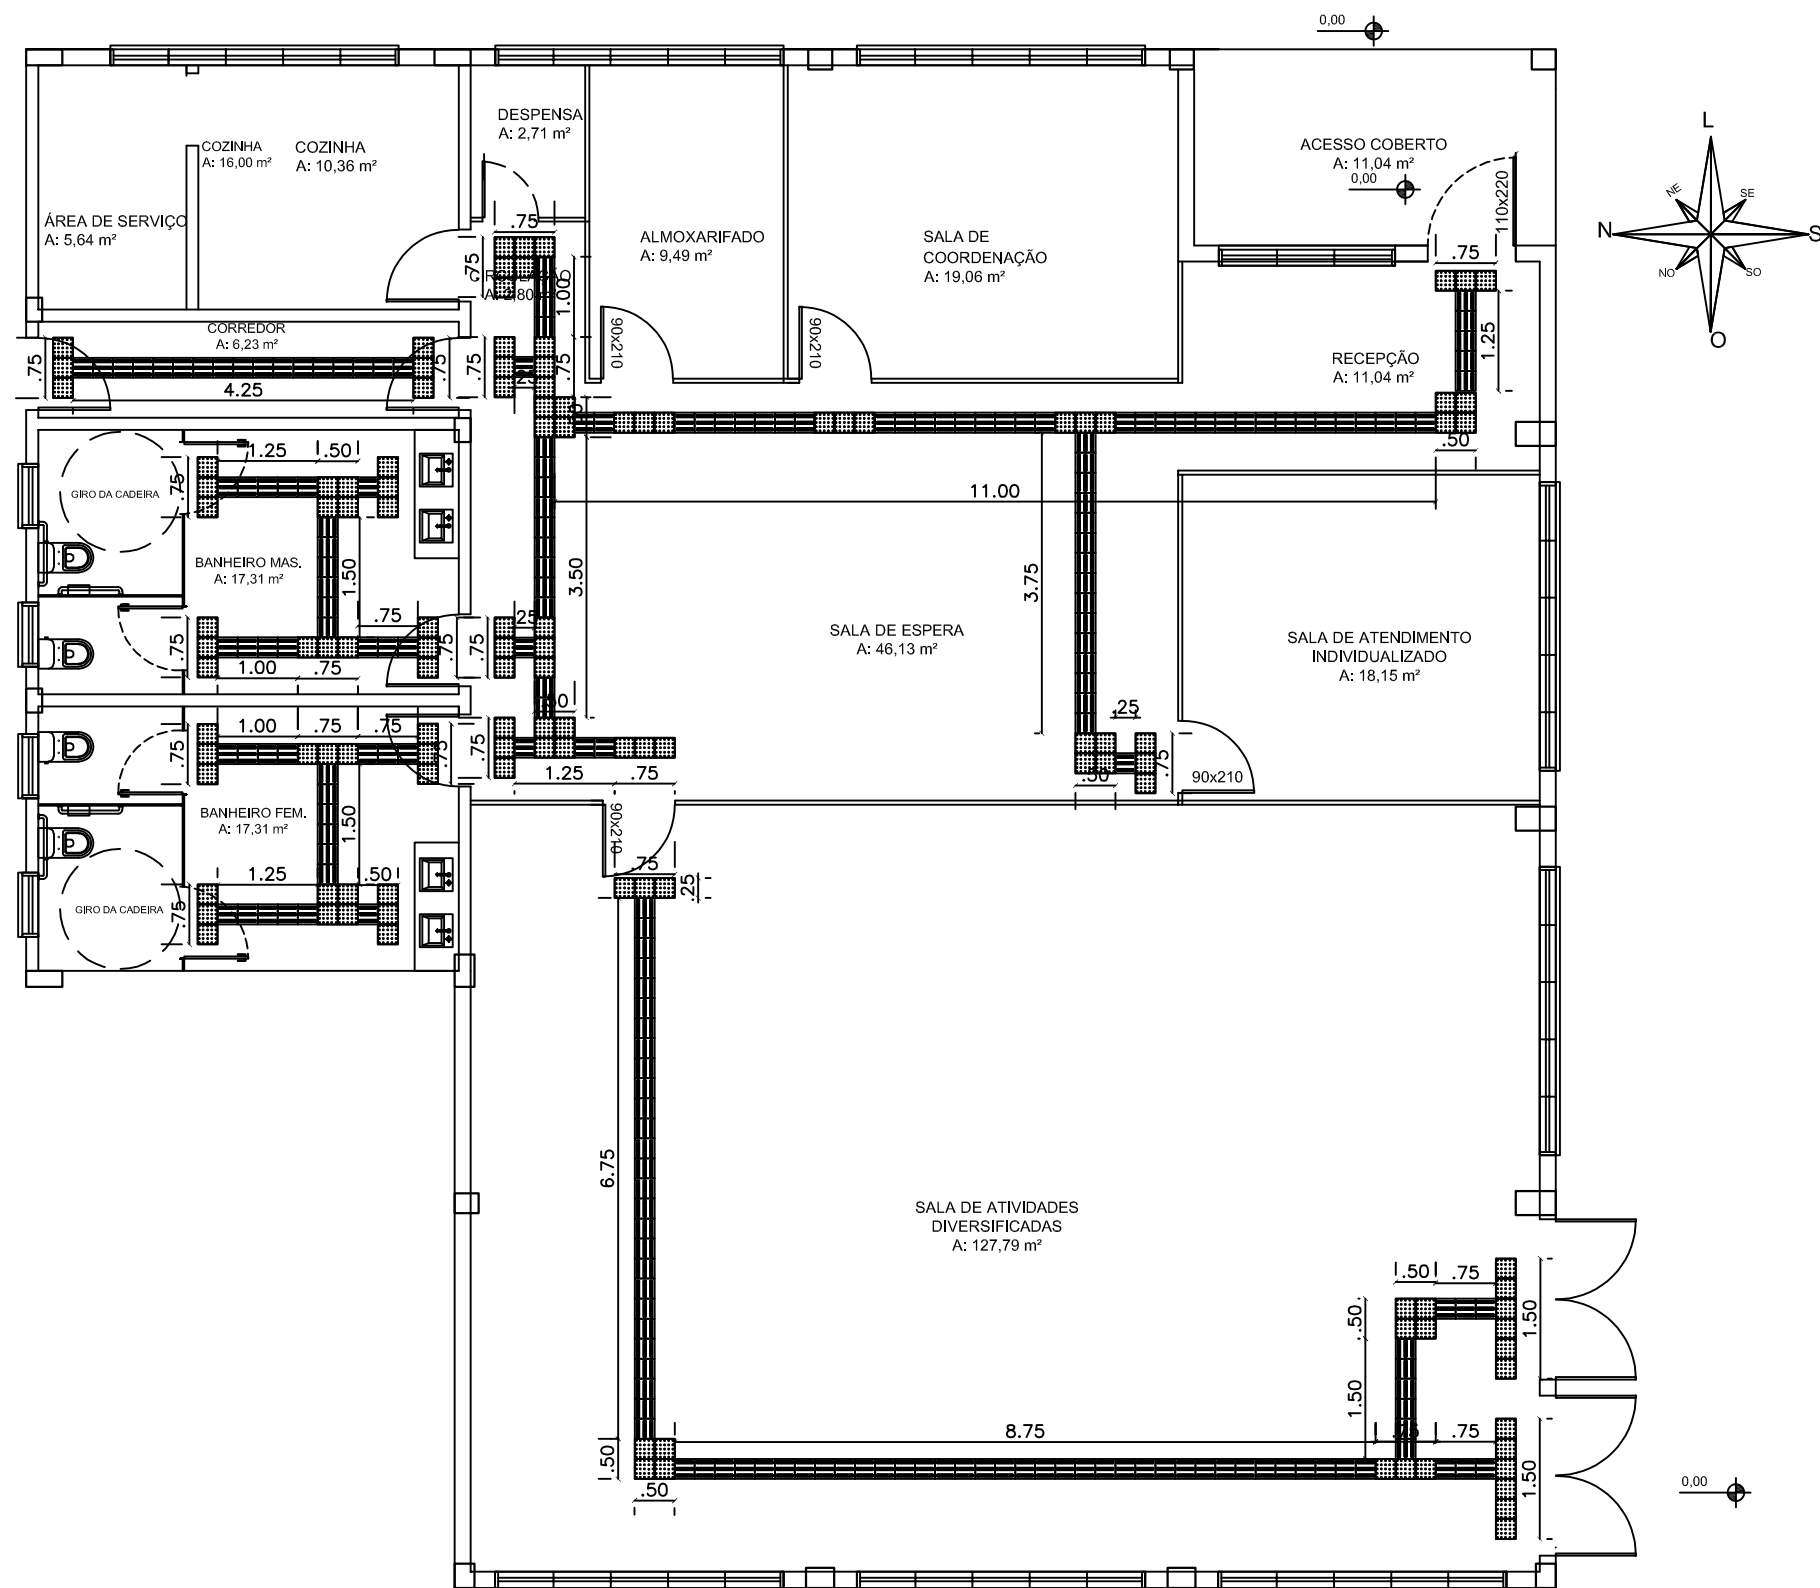 0,00
DESPENSA
A: 2,71 m²
COZINHA
A: 16,00 m²
COZINHA
A: 10,36 m²
ÁREA DE SERVIÇO
A: 5,64 m²
ALMOXARIFADO
A: 9,49 m²
SALA DE
COORDENAÇÃO
A: 19,06 m²
ACESSO COBERTO
A: 11,04 m²
0,00
110x220
L
NE
SE
N
S
NO
SO
O
.75
.75
1.00
.75
1.25
CORREDOR
A: 6,23 m²
.75
4.25
.75
.75
.25
.75
90x210
90x210
RECEPÇÃO
A: 11,04 m²
.50
11.00
1.25
.50
.75
GIRO DA CADEIRA
BANHEIRO MAS.
A: 17,31 m²
1.50
.75
.75
1.00
.75
.75
.75
.25
3.50
3.75
SALA DE ESPERA
A: 46,13 m²
SALA DE ATENDIMENTO
INDIVIDUALIZADO
A: 18,15 m²
.50
.25
1.00
.75
.75
.75
.75
.75
1.25
.75
.50
.75
90x210
BANHEIRO FEM.
A: 17,31 m²
1.50
90x210
.75
.25
1.25
.50
.75
GIRO DA CADEIRA
6.75
SALA DE ATIVIDADES
DIVERSIFICADAS
A: 127,79 m²
.50
.75
.50
1.50
1.50
8.75
.75
.75
.50
.50
1.50
0,00